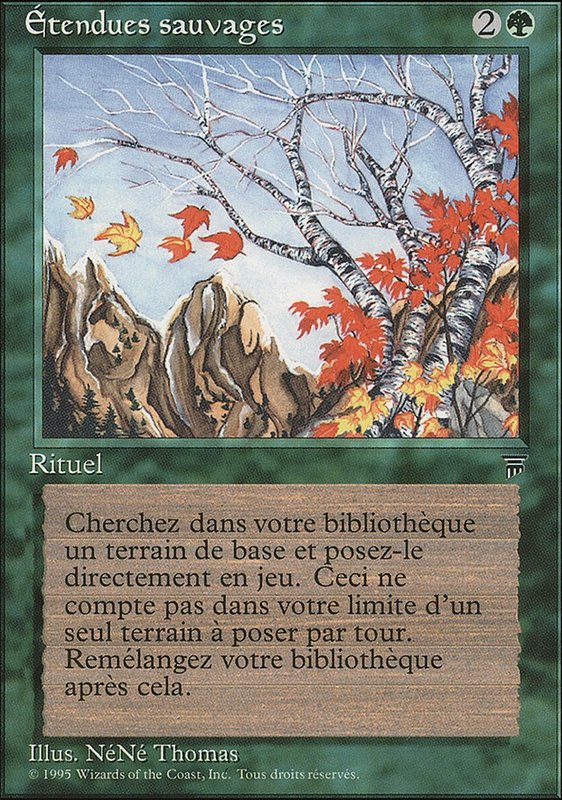 Étendues sauvages
2
Rituel
Cherchez dans votre bibliothèque
un terrain de base et posez-le
directement en jeu. Ceci ne
compte pas dans votre limite d'un
seul terrain à poser par tour.
Remélangez votre bibliothèque
après cela.
Illus. NéNé Thomas
© 1995 Wizards of the Coast, Inc. Tous droits réservés.